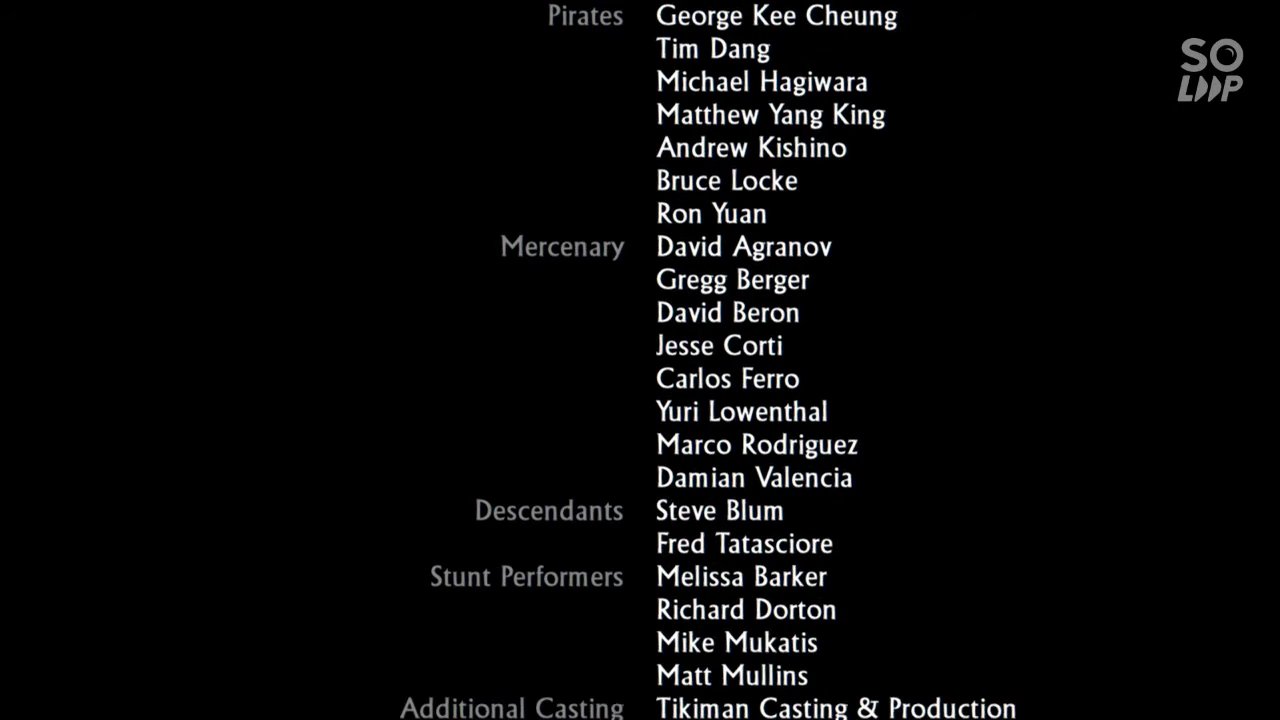 Pirates George Kee Cheung
Tim Dang
Michael Hagiwara
Matthew Yang King
Andrew Kishino
Bruce Locke
Ron Yuan
Mercenary David Agranov
Gregg Berger
David Beron
Jesse Corti
Carlos Ferro
Yuri Lowenthal
Marco Rodriguez
Damian Valencia
Descendants Steve Blum
Fred Tatasciore
Stunt Performers Melissa Barker
Richard Dorton
Mike Mukatis
Matt Mullins
Additional Casting Tikiman Casting & Production
SO
LOOP